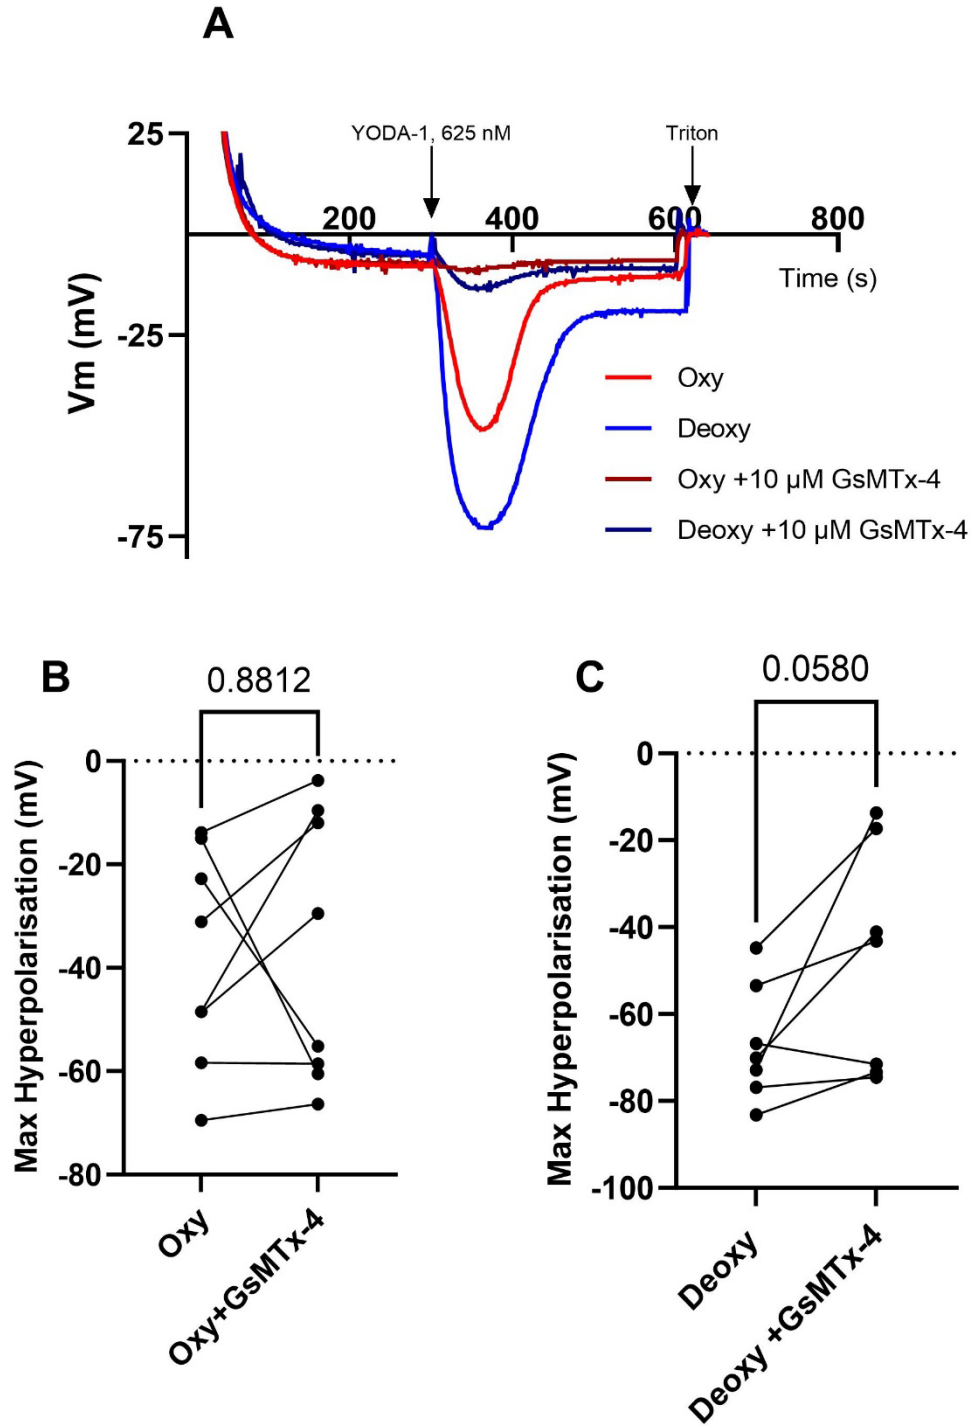 A
25
YODA-1, 625 nM
Triton
200
400
600
800
Time (s)
Vm (mV)
-25
Oxy
Deoxy
Oxy +10 µM GsMTx-4
-75
Deoxy +10 µM GsMTx-4
B
0.8812
Max Hyperpolarisation (mV)
0
-20
-40
-60
-80
Oxy
Oxy+GsMTx-4
C
0.0580
Max Hyperpolarisation (mV)
0
-20
-40
-60
-80
-100
Deoxy
Deoxy +GsMTx-4